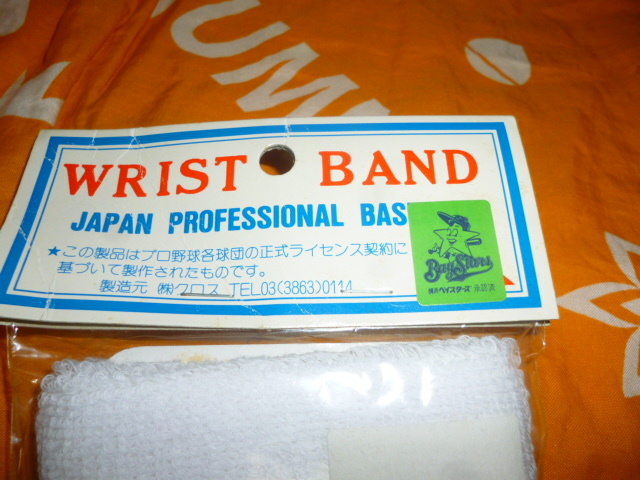 UM
WRIST BAND
JAPAN PROFESSIONAL BAS
★この製品はプロ野球各球団の正式ライセンス契約に
基づいて製作されたものです。
製造元 ㈱クロス TEL03(3863)0114
BayStars
㈱横浜ベイスターズ 承認済